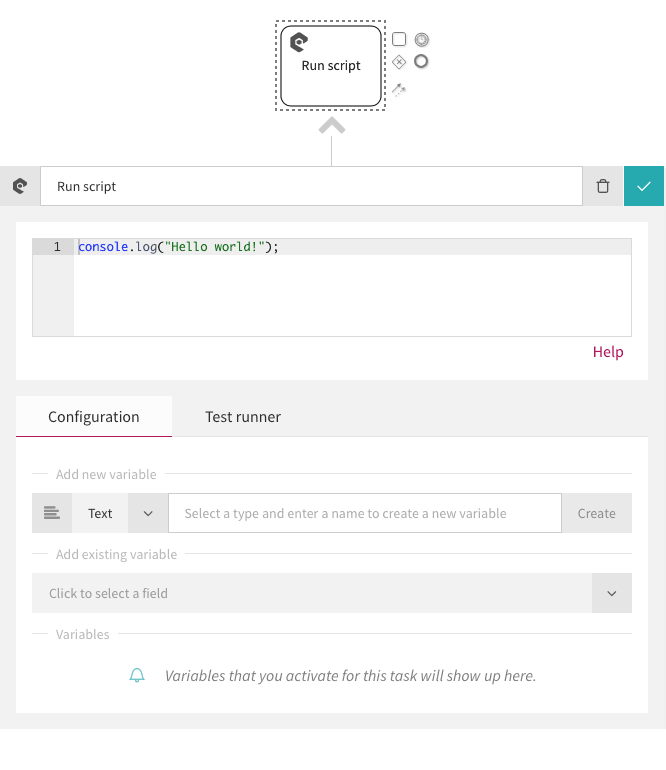 Run script
Run script
1 console.log("Hello world!");
Help
Configuration Test runner
Add new variable
Text Select a type and enter a name to create a new variable Create
Add existing variable
Click to select a field
Variables
Variables that you activate for this task will show up here.